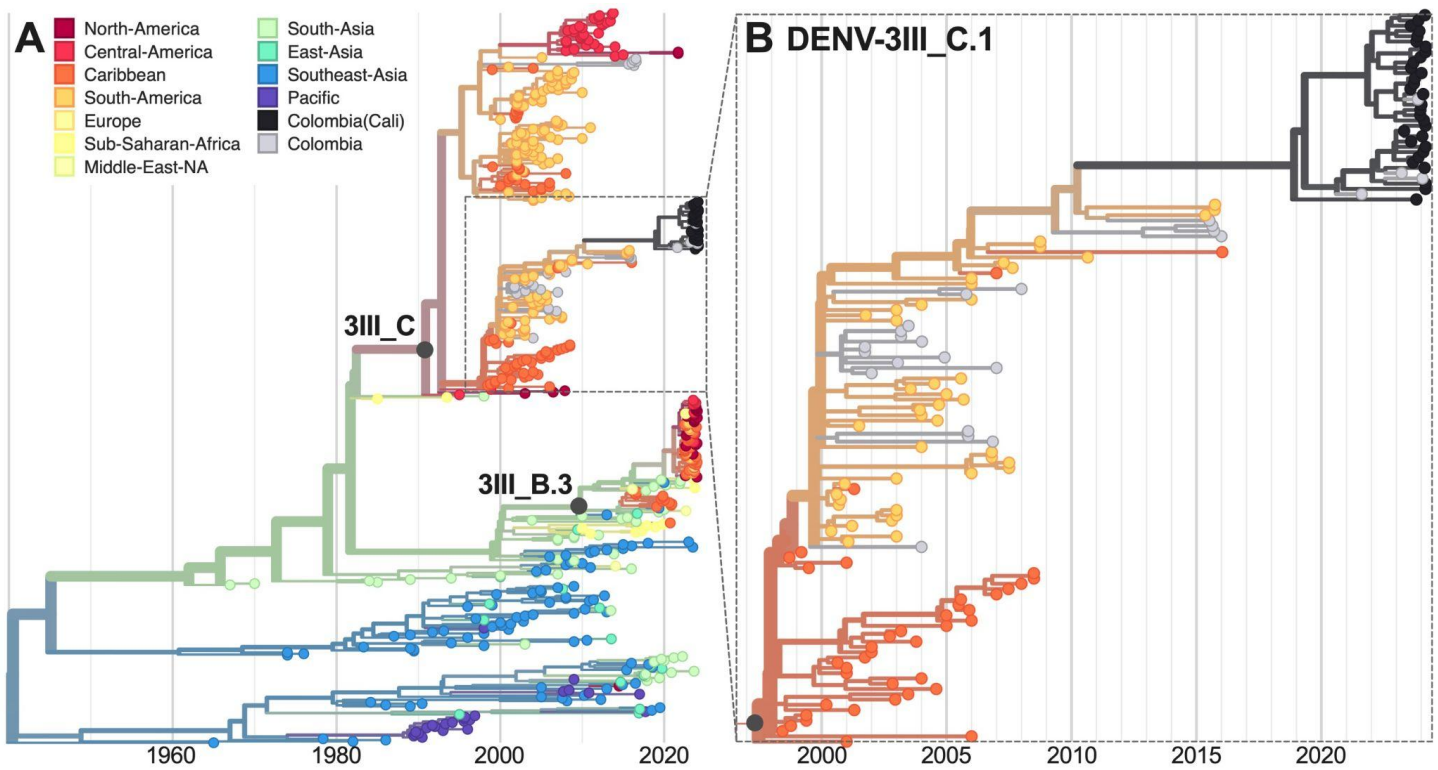 A
North-America
Central-America
Caribbean
South-America
Europe
Sub-Saharan-Africa
Middle-East-NA
South-Asia
East-Asia
Southeast-Asia
Pacific
Colombia(Cali)
Colombia
3III_C
3III_B.3
1960 1980 2000 2020
B DENV-3III_C.1
2000 2005 2010 2015 2020